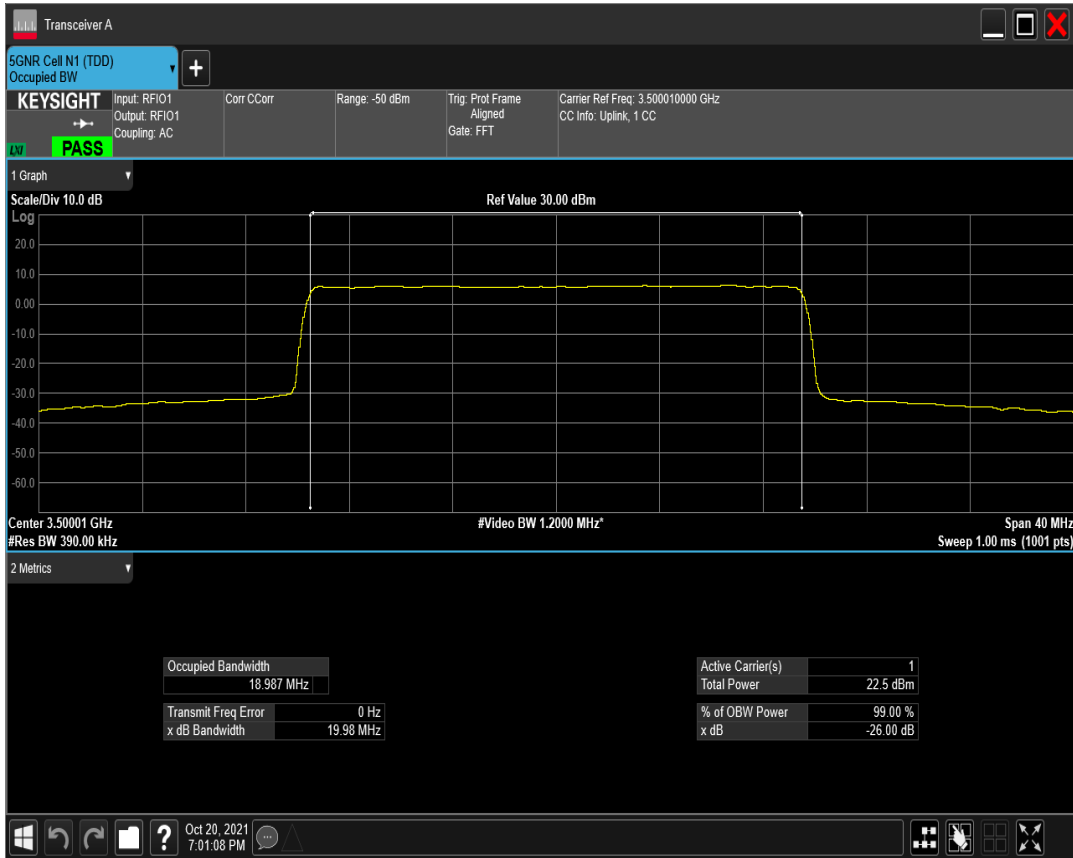 Transceiver A
5GNR Cell N1 (TDD)
Occupied BW
+
KEYSIGHT
LXI
PASS
Input: RFIO1
Output: RFIO1
Coupling: AC
Corr CCorr
Range: -50 dBm
Trig: Prot Frame
Aligned
Gate: FFT
Carrier Ref Freq: 3.500010000 GHz
CC Info: Uplink, 1 CC
1 Graph
Scale/Div 10.0 dB
Ref Value 30.00 dBm
Log
20.0
10.0
0.00
-10.0
-20.0
-30.0
-40.0
-50.0
-60.0
Center 3.50001 GHz
#Video BW 1.2000 MHz*
Span 40 MHz
#Res BW 390.00 kHz
Sweep 1.00 ms (1001 pts)
2 Metrics
Occupied Bandwidth
18.987 MHz
Transmit Freq Error 0 Hz
x dB Bandwidth 19.98 MHz
Active Carrier(s) 1
Total Power 22.5 dBm
% of OBW Power 99.00 %
x dB -26.00 dB
?
Oct 20, 2021
7:01:08 PM